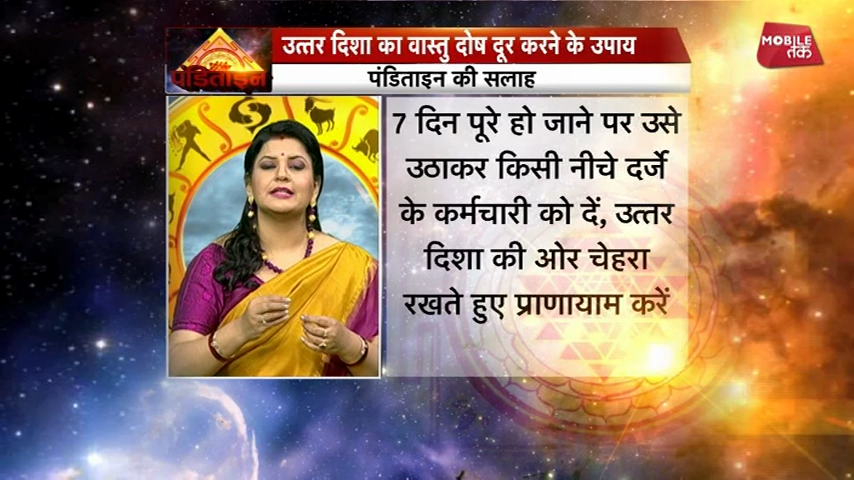 उत्तर दिशा का वास्तु दोष दूर करने के उपाय
MOBILE
तक
पंडिताइन
पंडिताइन की सलाह
7 दिन पूरे हो जाने पर उसे
उठाकर किसी नीचे दर्जे
के कर्मचारी को दें, उत्तर
दिशा की ओर चेहरा
रखते हुए प्राणायाम करें